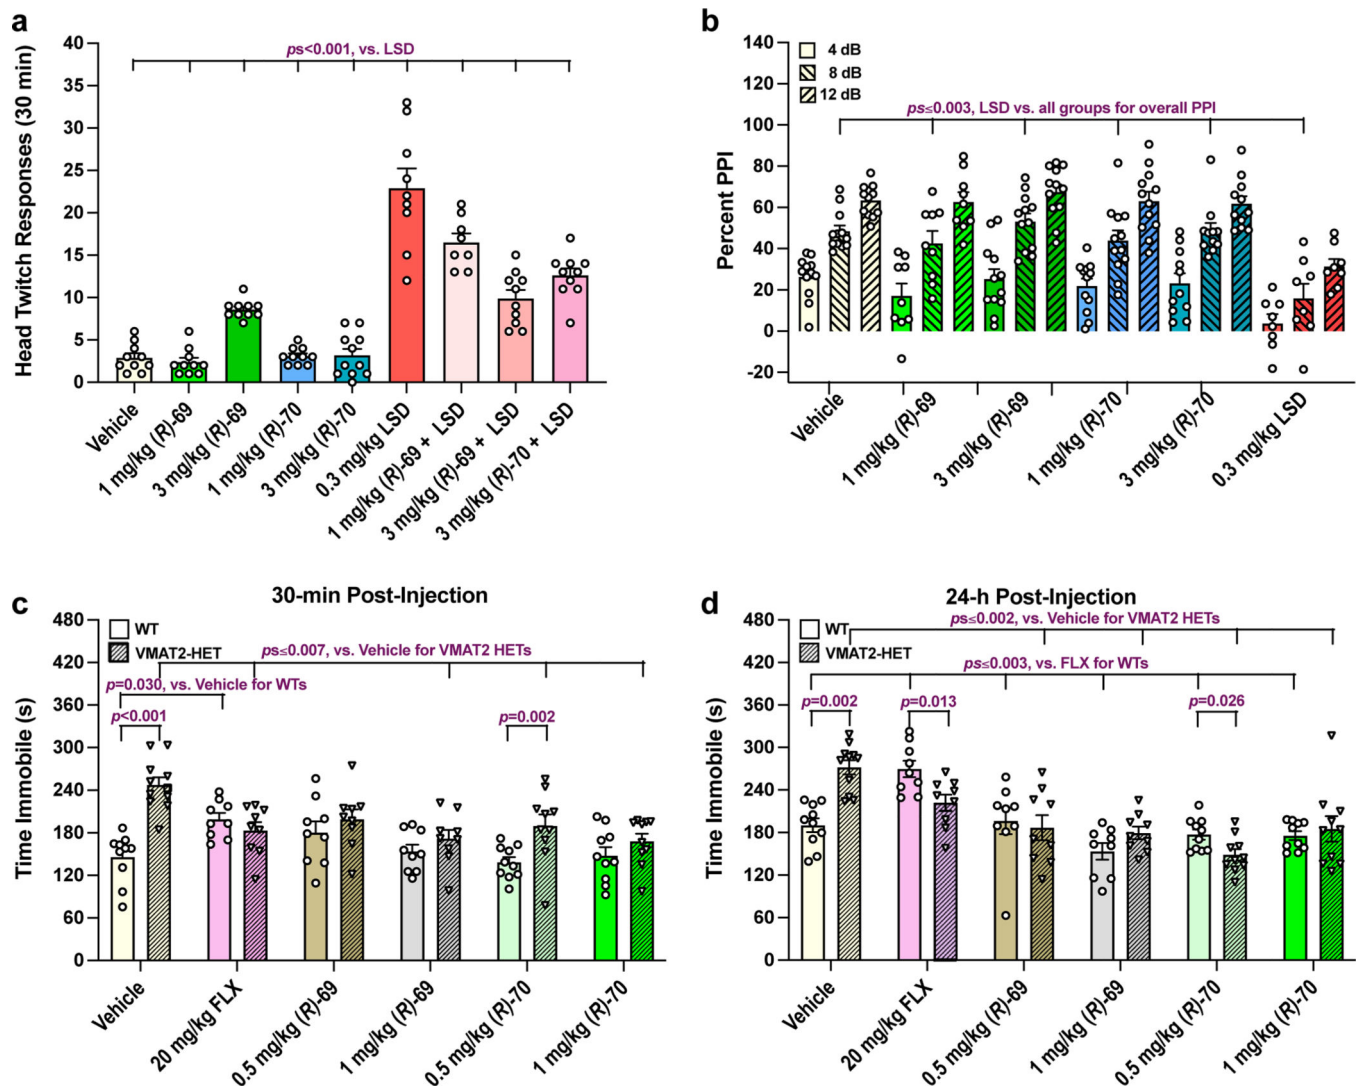 a
Head Twitch Responses (30 min)
40
35
30
25
20
15
10
5
0
ps<0.001, vs. LSD
Vehicle
1 mg/kg (R)-69
3 mg/kg (R)-69
1 mg/kg (R)-70
3 mg/kg (R)-70
0.3 mg/kg LSD
1 mg/kg (R)-69 + LSD
3 mg/kg (R)-69 + LSD
3 mg/kg (R)-70 + LSD
b
Percent PPI
140
120
100
80
60
40
20
0
-20
4 dB
8 dB
12 dB
ps≤0.003, LSD vs. all groups for overall PPI
Vehicle
1 mg/kg (R)-69
3 mg/kg (R)-69
1 mg/kg (R)-70
3 mg/kg (R)-70
0.3 mg/kg LSD
c
30-min Post-Injection
Time Immobile (s)
480
420
360
300
240
180
120
60
0
WT
VMAT2-HET
ps≤0.007, vs. Vehicle for VMAT2 HETs
p=0.030, vs. Vehicle for WTs
p<0.001
p=0.002
Vehicle
20 mg/kg FLX
0.5 mg/kg (R)-69
1 mg/kg (R)-69
0.5 mg/kg (R)-70
1 mg/kg (R)-70
d
24-h Post-Injection
Time Immobile (s)
480
420
360
300
240
180
120
60
0
WT
VMAT2-HET
ps≤0.002, vs. Vehicle for VMAT2 HETs
ps≤0.003, vs. FLX for WTs
p=0.002
p=0.013
p=0.026
Vehicle
20 mg/kg FLX
0.5 mg/kg (R)-69
1 mg/kg (R)-69
0.5 mg/kg (R)-70
1 mg/kg (R)-70